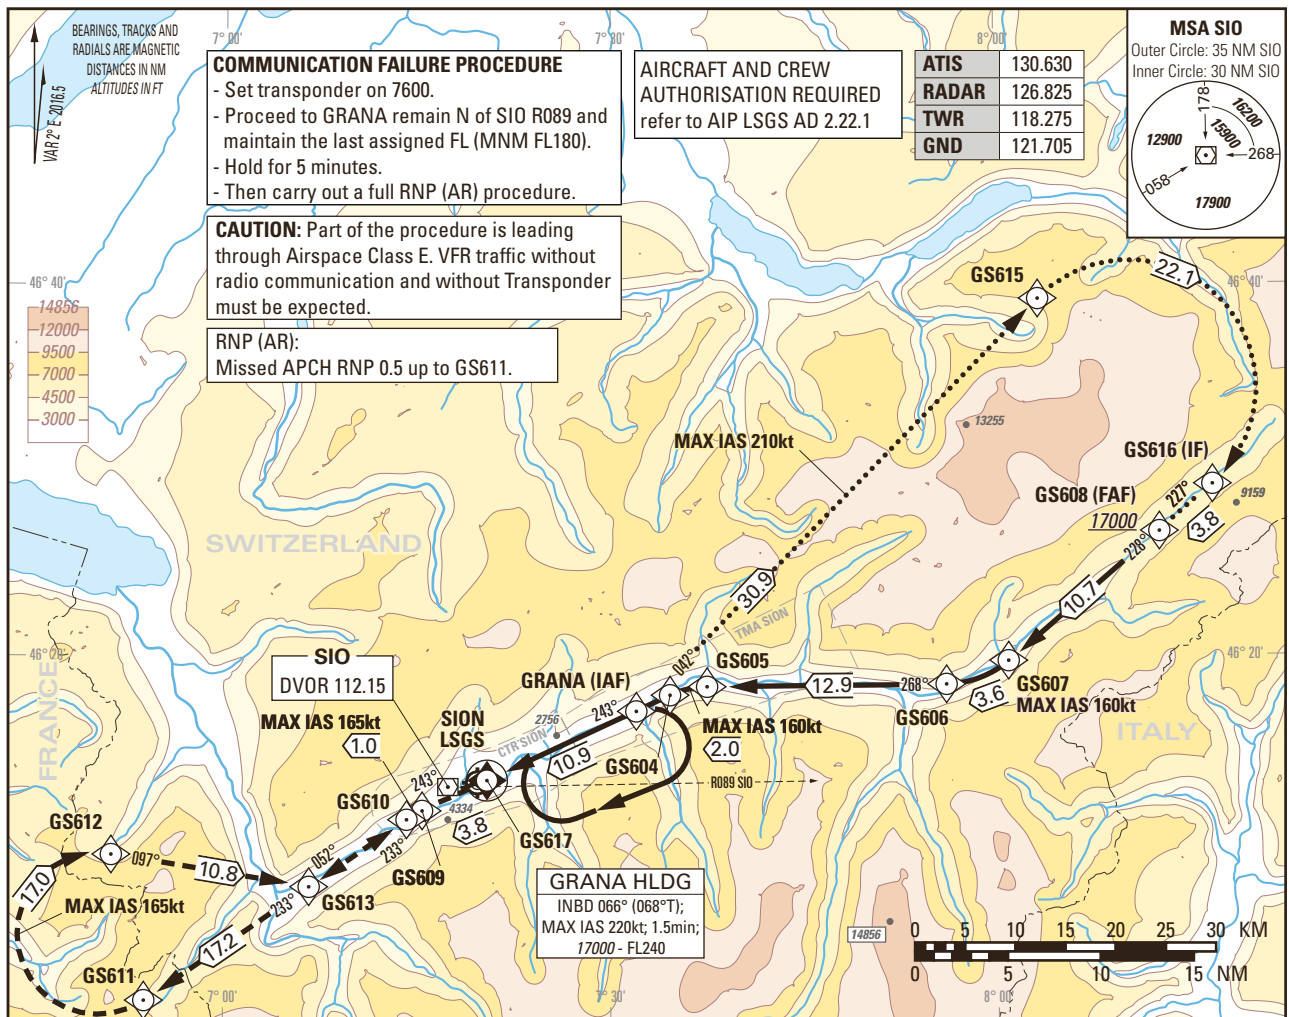 BEARINGS, TRACKS AND
RADIALS ARE MAGNETIC
DISTANCES IN NM
ALTITUDES IN FT
VAR 2° E 2016.5
7° 00'
7° 30'
8° 00'
COMMUNICATION FAILURE PROCEDURE
- Set transponder on 7600.
- Proceed to GRANA remain N of SIO R089 and
maintain the last assigned FL (MNM FL180).
- Hold for 5 minutes.
- Then carry out a full RNP (AR) procedure.
AIRCRAFT AND CREW
AUTHORISATION REQUIRED
refer to AIP LSGS AD 2.22.1
ATIS 130.630
RADAR 126.825
TWR 118.275
GND 121.705
MSA SIO
Outer Circle: 35 NM SIO
Inner Circle: 30 NM SIO
178
16200
15900
12900
268
058
17900
CAUTION: Part of the procedure is leading
through Airspace Class E. VFR traffic without
radio communication and without Transponder
must be expected.
RNP (AR):
Missed APCH RNP 0.5 up to GS611.
46° 40'
46° 40'
14856
12000
9500
7000
4500
3000
GS615
22.1
13255
MAX IAS 210kt
GS616 (IF)
227°
9159
GS608 (FAF)
17000
3.8
228°
SWITZERLAND
10.7
30.9
TMA SION
46° 20'
46° 20'
042°
GS605
SIO
DVOR 112.15
GRANA (IAF)
12.9
268°
GS607
MAX IAS 160kt
3.6
GS606
FRANCE
ITALY
MAX IAS 165kt
1.0
SION
LSGS
243°
2756
CTR SION
MAX IAS 160kt
2.0
10.9
GS604
R089 SIO
243°
GS610
4334
3.8
GS617
GS612
097°
10.8
052°
233°
GS609
17.0
MAX IAS 165kt
GS613
233°
17.2
GS611
GRANA HLDG
INBD 066° (068°T);
MAX IAS 220kt; 1.5min;
17000 - FL240
14856
0 5 10 15 20 25 30 KM
0 5 10 15 NM
7° 00'
7° 30'
8° 00'